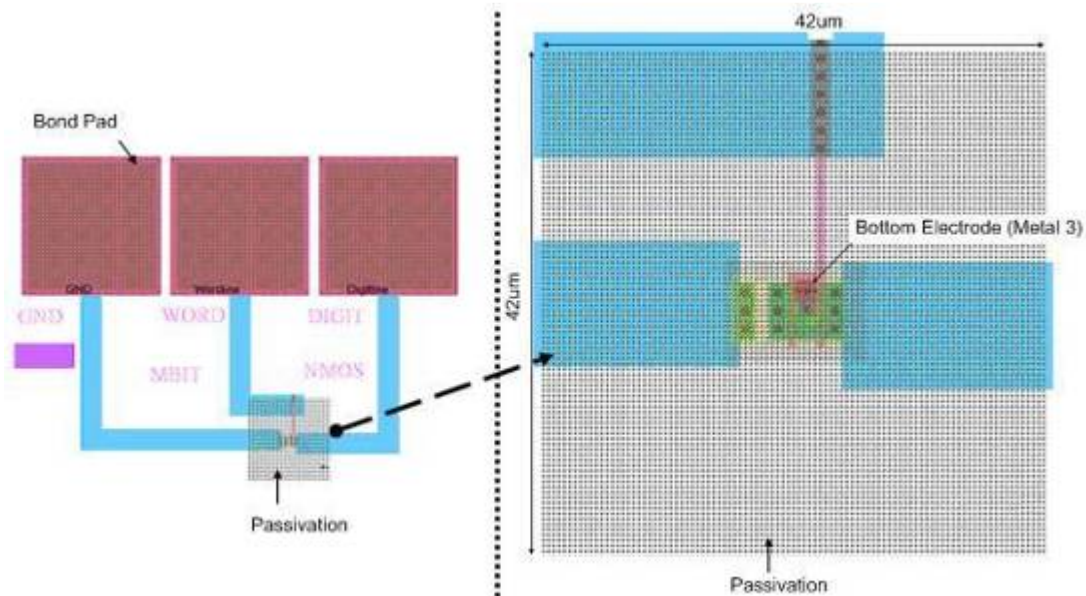 Bond Pad
GND
Wordline
Digitline
GND
WORD
DIGIT
MBIT
NMOS
Passivation
42um
42um
Bottom Electrode (Metal 3)
Passivation